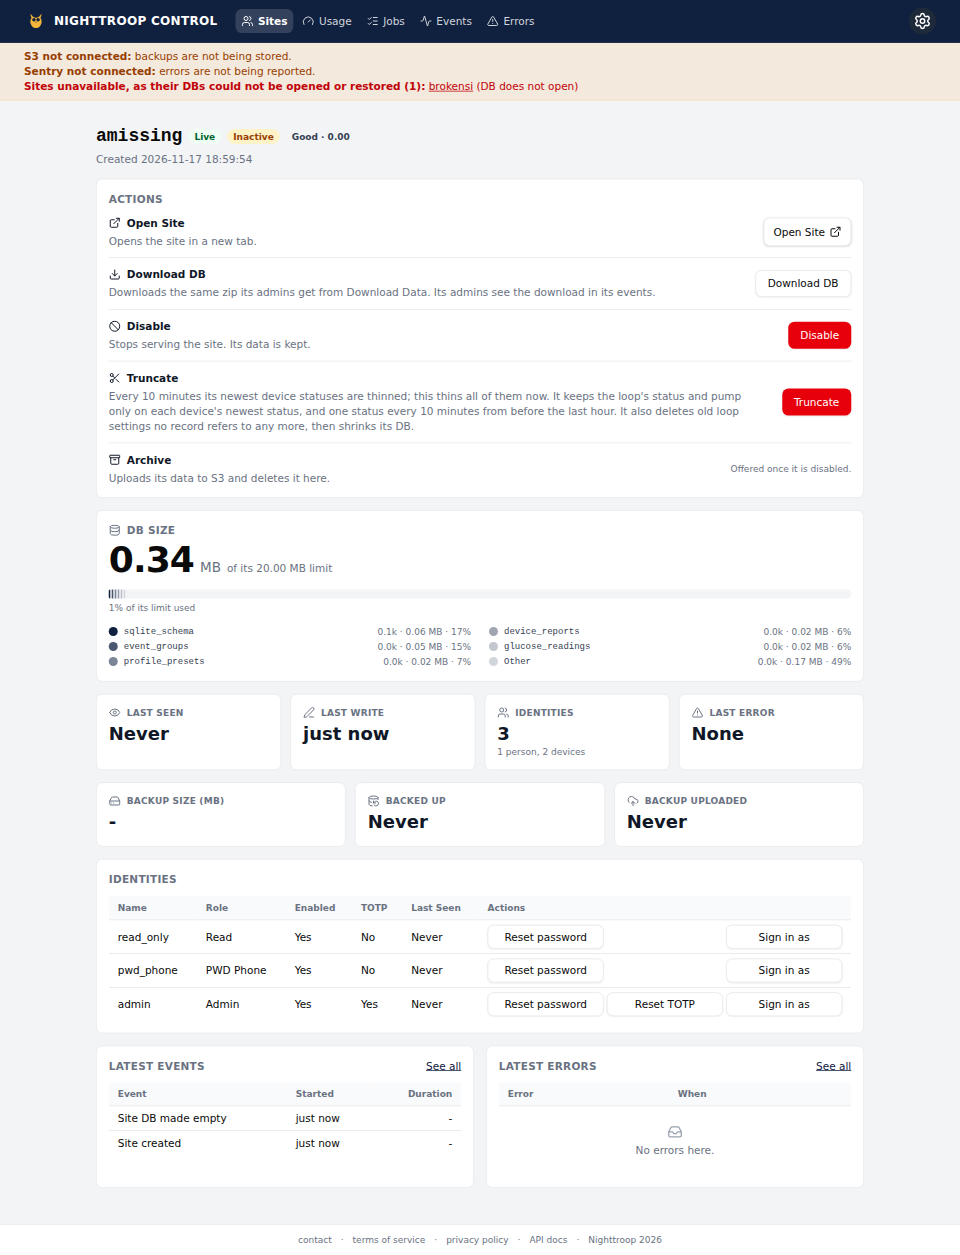 NIGHTTROOP CONTROL Sites Usage Jobs Events Errors
S3 not connected: backups are not being stored.
Sentry not connected: errors are not being reported.
Sites unavailable, as their DBs could not be opened or restored (1): brokensi (DB does not open)
amissing Live Inactive Good · 0.00
Created 2026-11-17 18:59:54
ACTIONS
Open Site
Opens the site in a new tab.
Open Site
Download DB
Downloads the same zip its admins get from Download Data. Its admins see the download in its events.
Download DB
Disable
Stops serving the site. Its data is kept.
Disable
Truncate
Every 10 minutes its newest device statuses are thinned; this thins all of them now. It keeps the loop's status and pump
only on each device's newest status, and one status every 10 minutes from before the last hour. It also deletes old loop
settings no record refers to any more, then shrinks its DB.
Truncate
Archive
Uploads its data to S3 and deletes it here.
Offered once it is disabled.
DB SIZE
0.34 MB of its 20.00 MB limit
1% of its limit used
sqlite_schema 0.1k · 0.06 MB · 17%
event_groups 0.0k · 0.05 MB · 15%
profile_presets 0.0k · 0.02 MB · 7%
device_reports 0.0k · 0.02 MB · 6%
glucose_readings 0.0k · 0.02 MB · 6%
Other 0.0k · 0.17 MB · 49%
LAST SEEN
Never
LAST WRITE
just now
IDENTITIES
3
1 person, 2 devices
LAST ERROR
None
BACKUP SIZE (MB)
-
BACKED UP
Never
BACKUP UPLOADED
Never
IDENTITIES
Name Role Enabled TOTP Last Seen Actions
read_only Read Yes No Never Reset password Sign in as
pwd_phone PWD Phone Yes No Never Reset password Sign in as
admin Admin Yes Yes Never Reset password Reset TOTP Sign in as
LATEST EVENTS See all
Event Started Duration
Site DB made empty just now -
Site created just now -
LATEST ERRORS See all
Error When
No errors here.
contact · terms of service · privacy policy · API docs · Nighttroop 2026